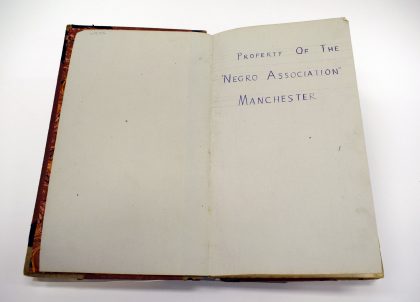 PROPERTY OF THE
"NEGRO ASSOCIATION"
MANCHESTER